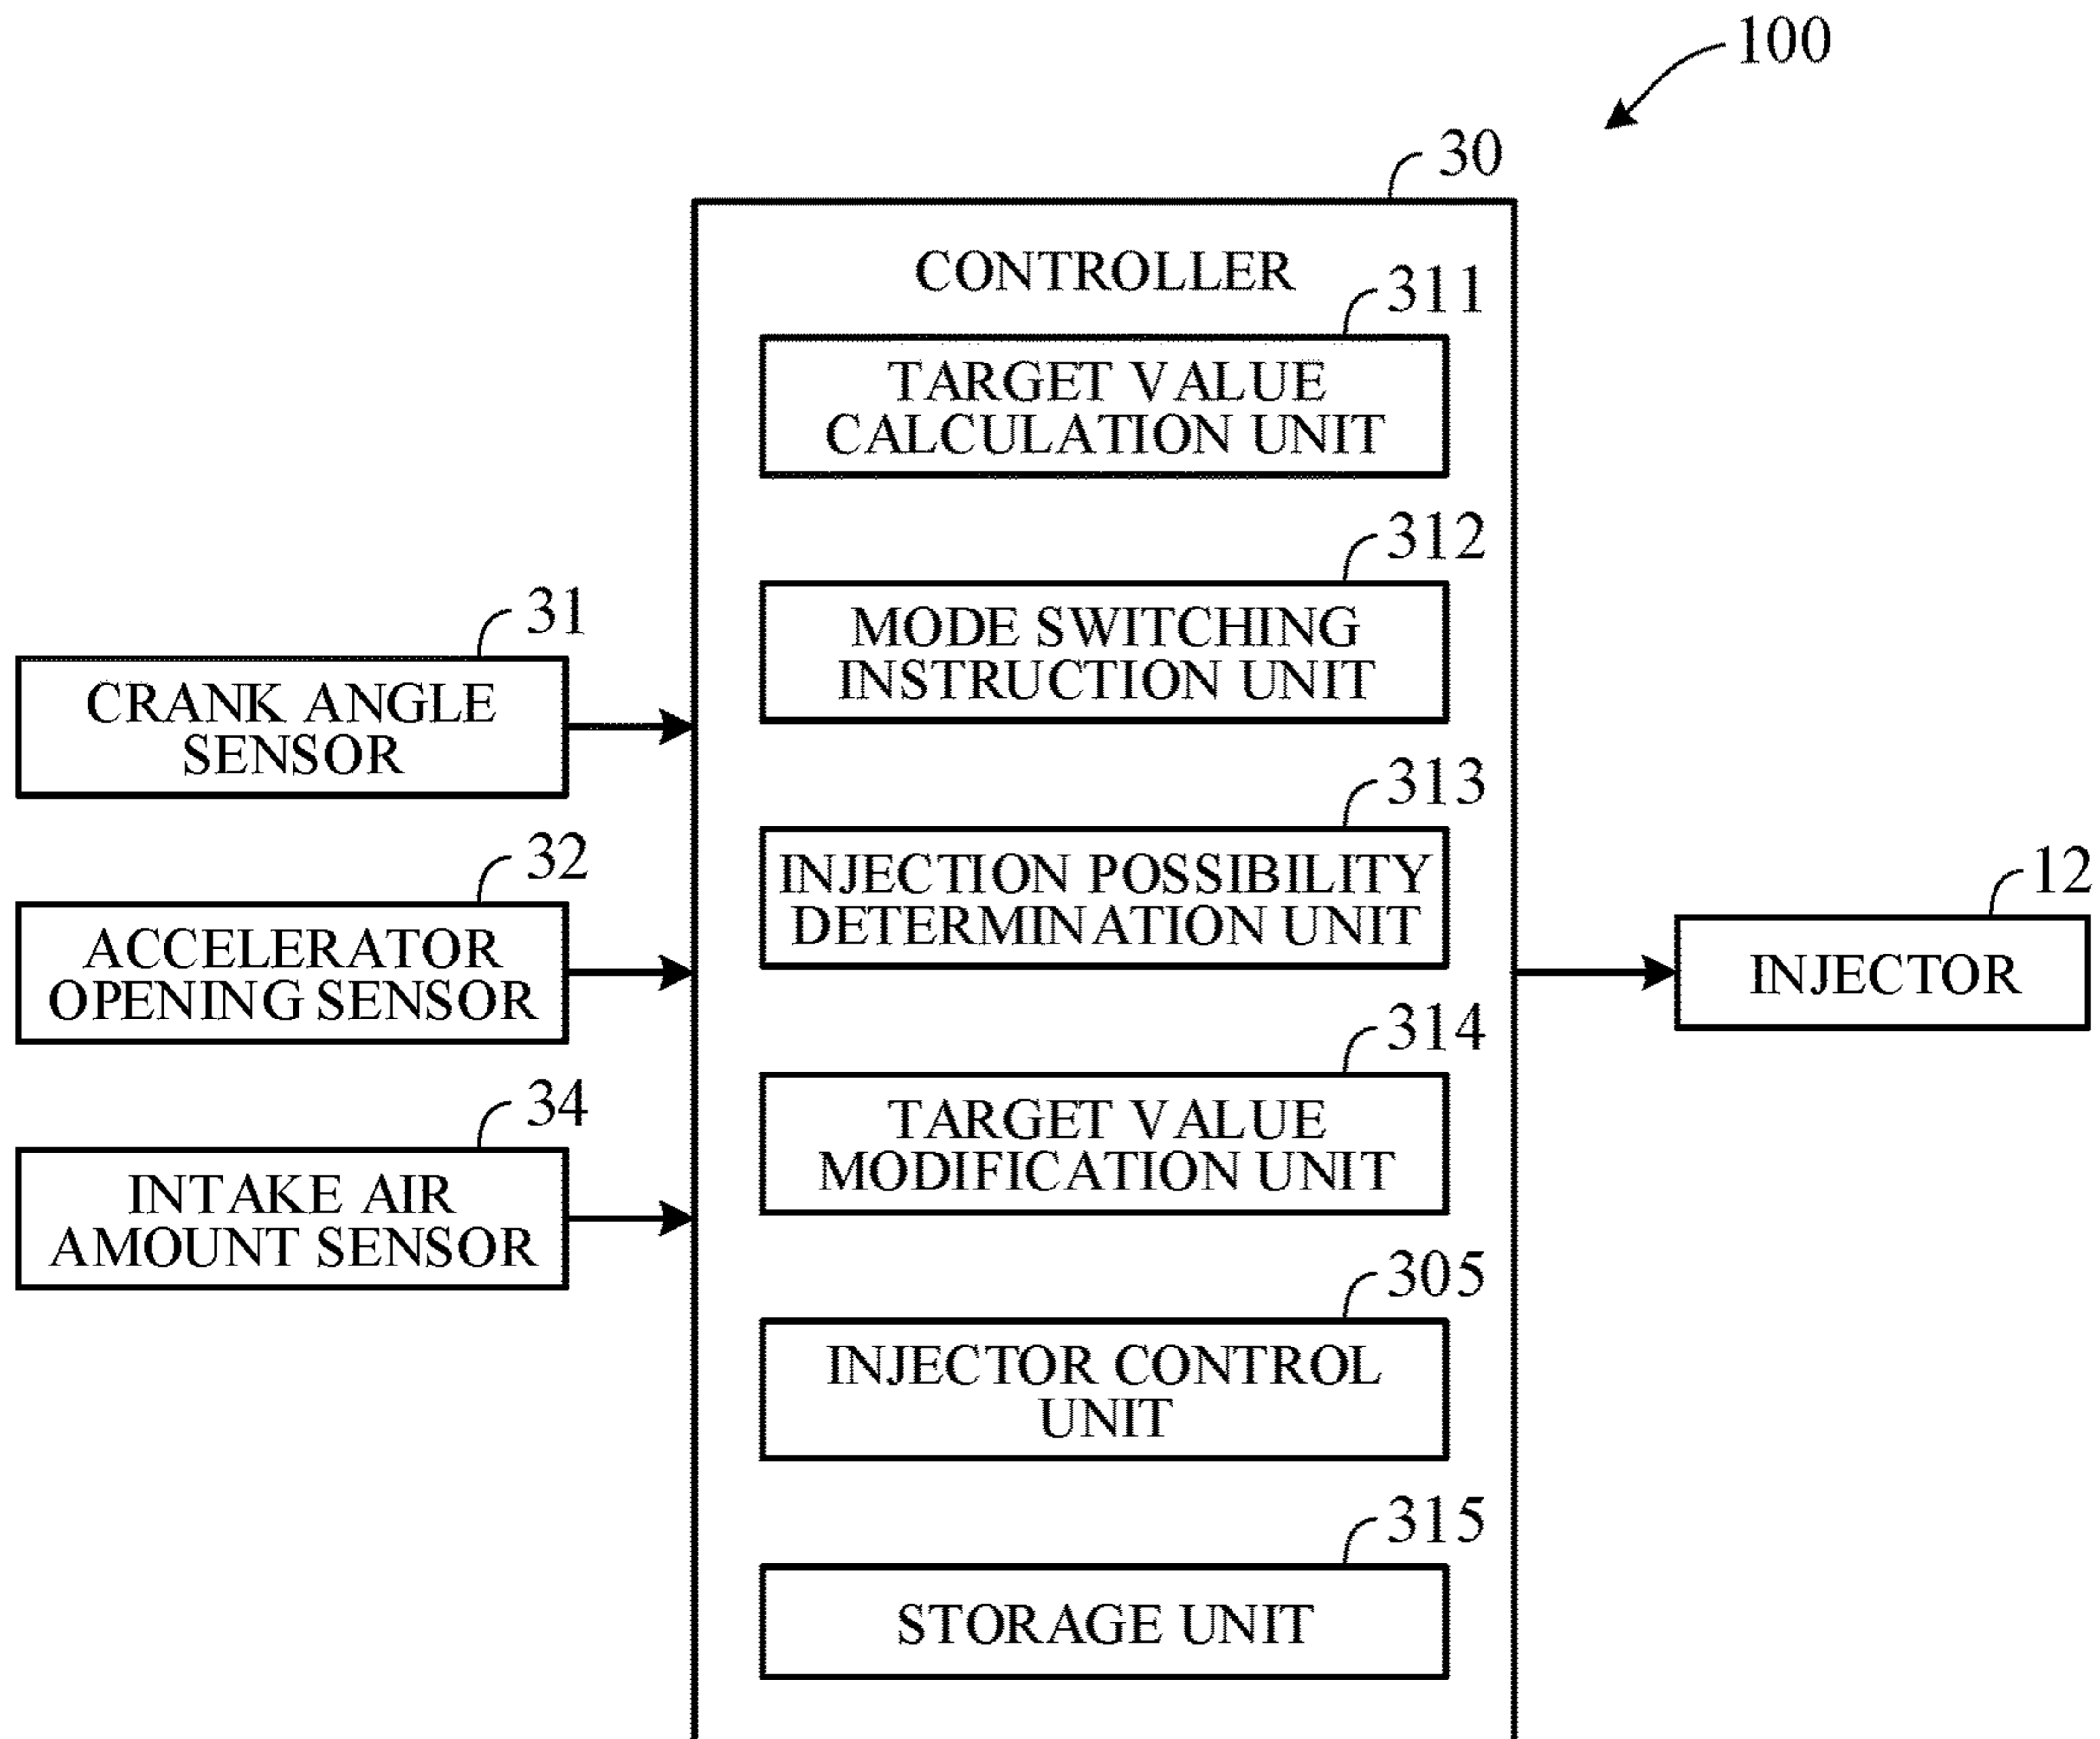 100
30
CONTROLLER
311
TARGET VALUE
CALCULATION UNIT
312
MODE SWITCHING
INSTRUCTION UNIT
31
CRANK ANGLE
SENSOR
313
INJECTION POSSIBILITY
DETERMINATION UNIT
32
ACCELERATOR
OPENING SENSOR
12
INJECTOR
314
TARGET VALUE
MODIFICATION UNIT
34
INTAKE AIR
AMOUNT SENSOR
305
INJECTOR CONTROL
UNIT
315
STORAGE UNIT